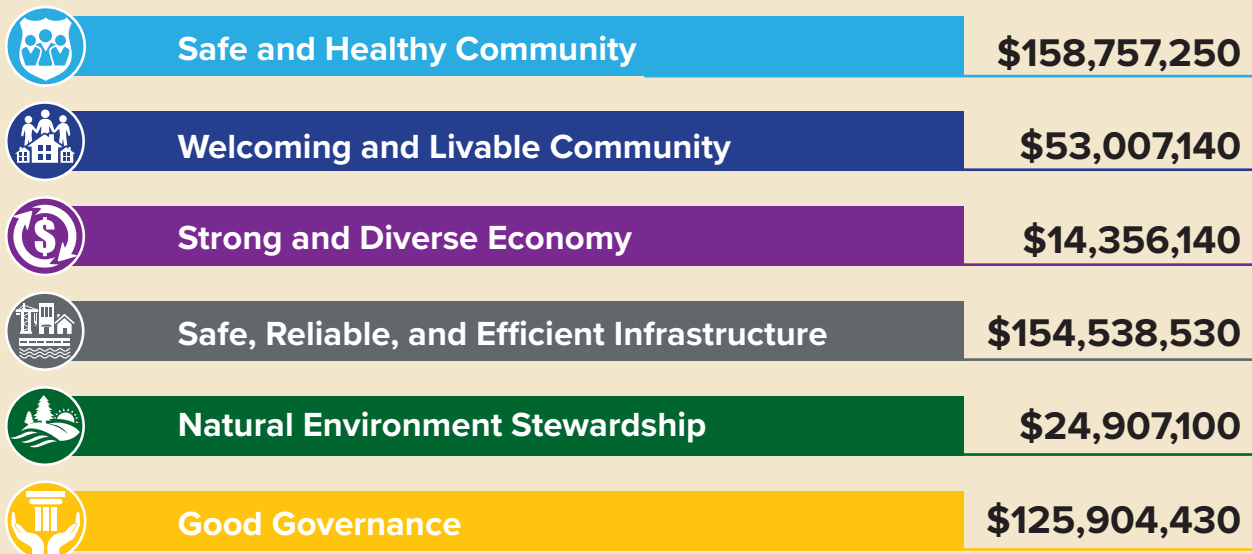 Safe and Healthy Community $158,757,250
Welcoming and Livable Community $53,007,140
Strong and Diverse Economy $14,356,140
Safe, Reliable, and Efficient Infrastructure $154,538,530
Natural Environment Stewardship $24,907,100
Good Governance $125,904,430